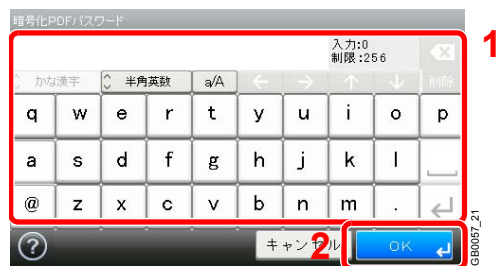 暗号化PDFパスワード
1
入力:0
制限:256
かな漢字 半角英数 a/A ← → ↑ ↓ 削除
q w e r t y u i o p
a s d f g h j k l
@ z x c v b n m .
? キャンセル 2 OK
GB0057_21